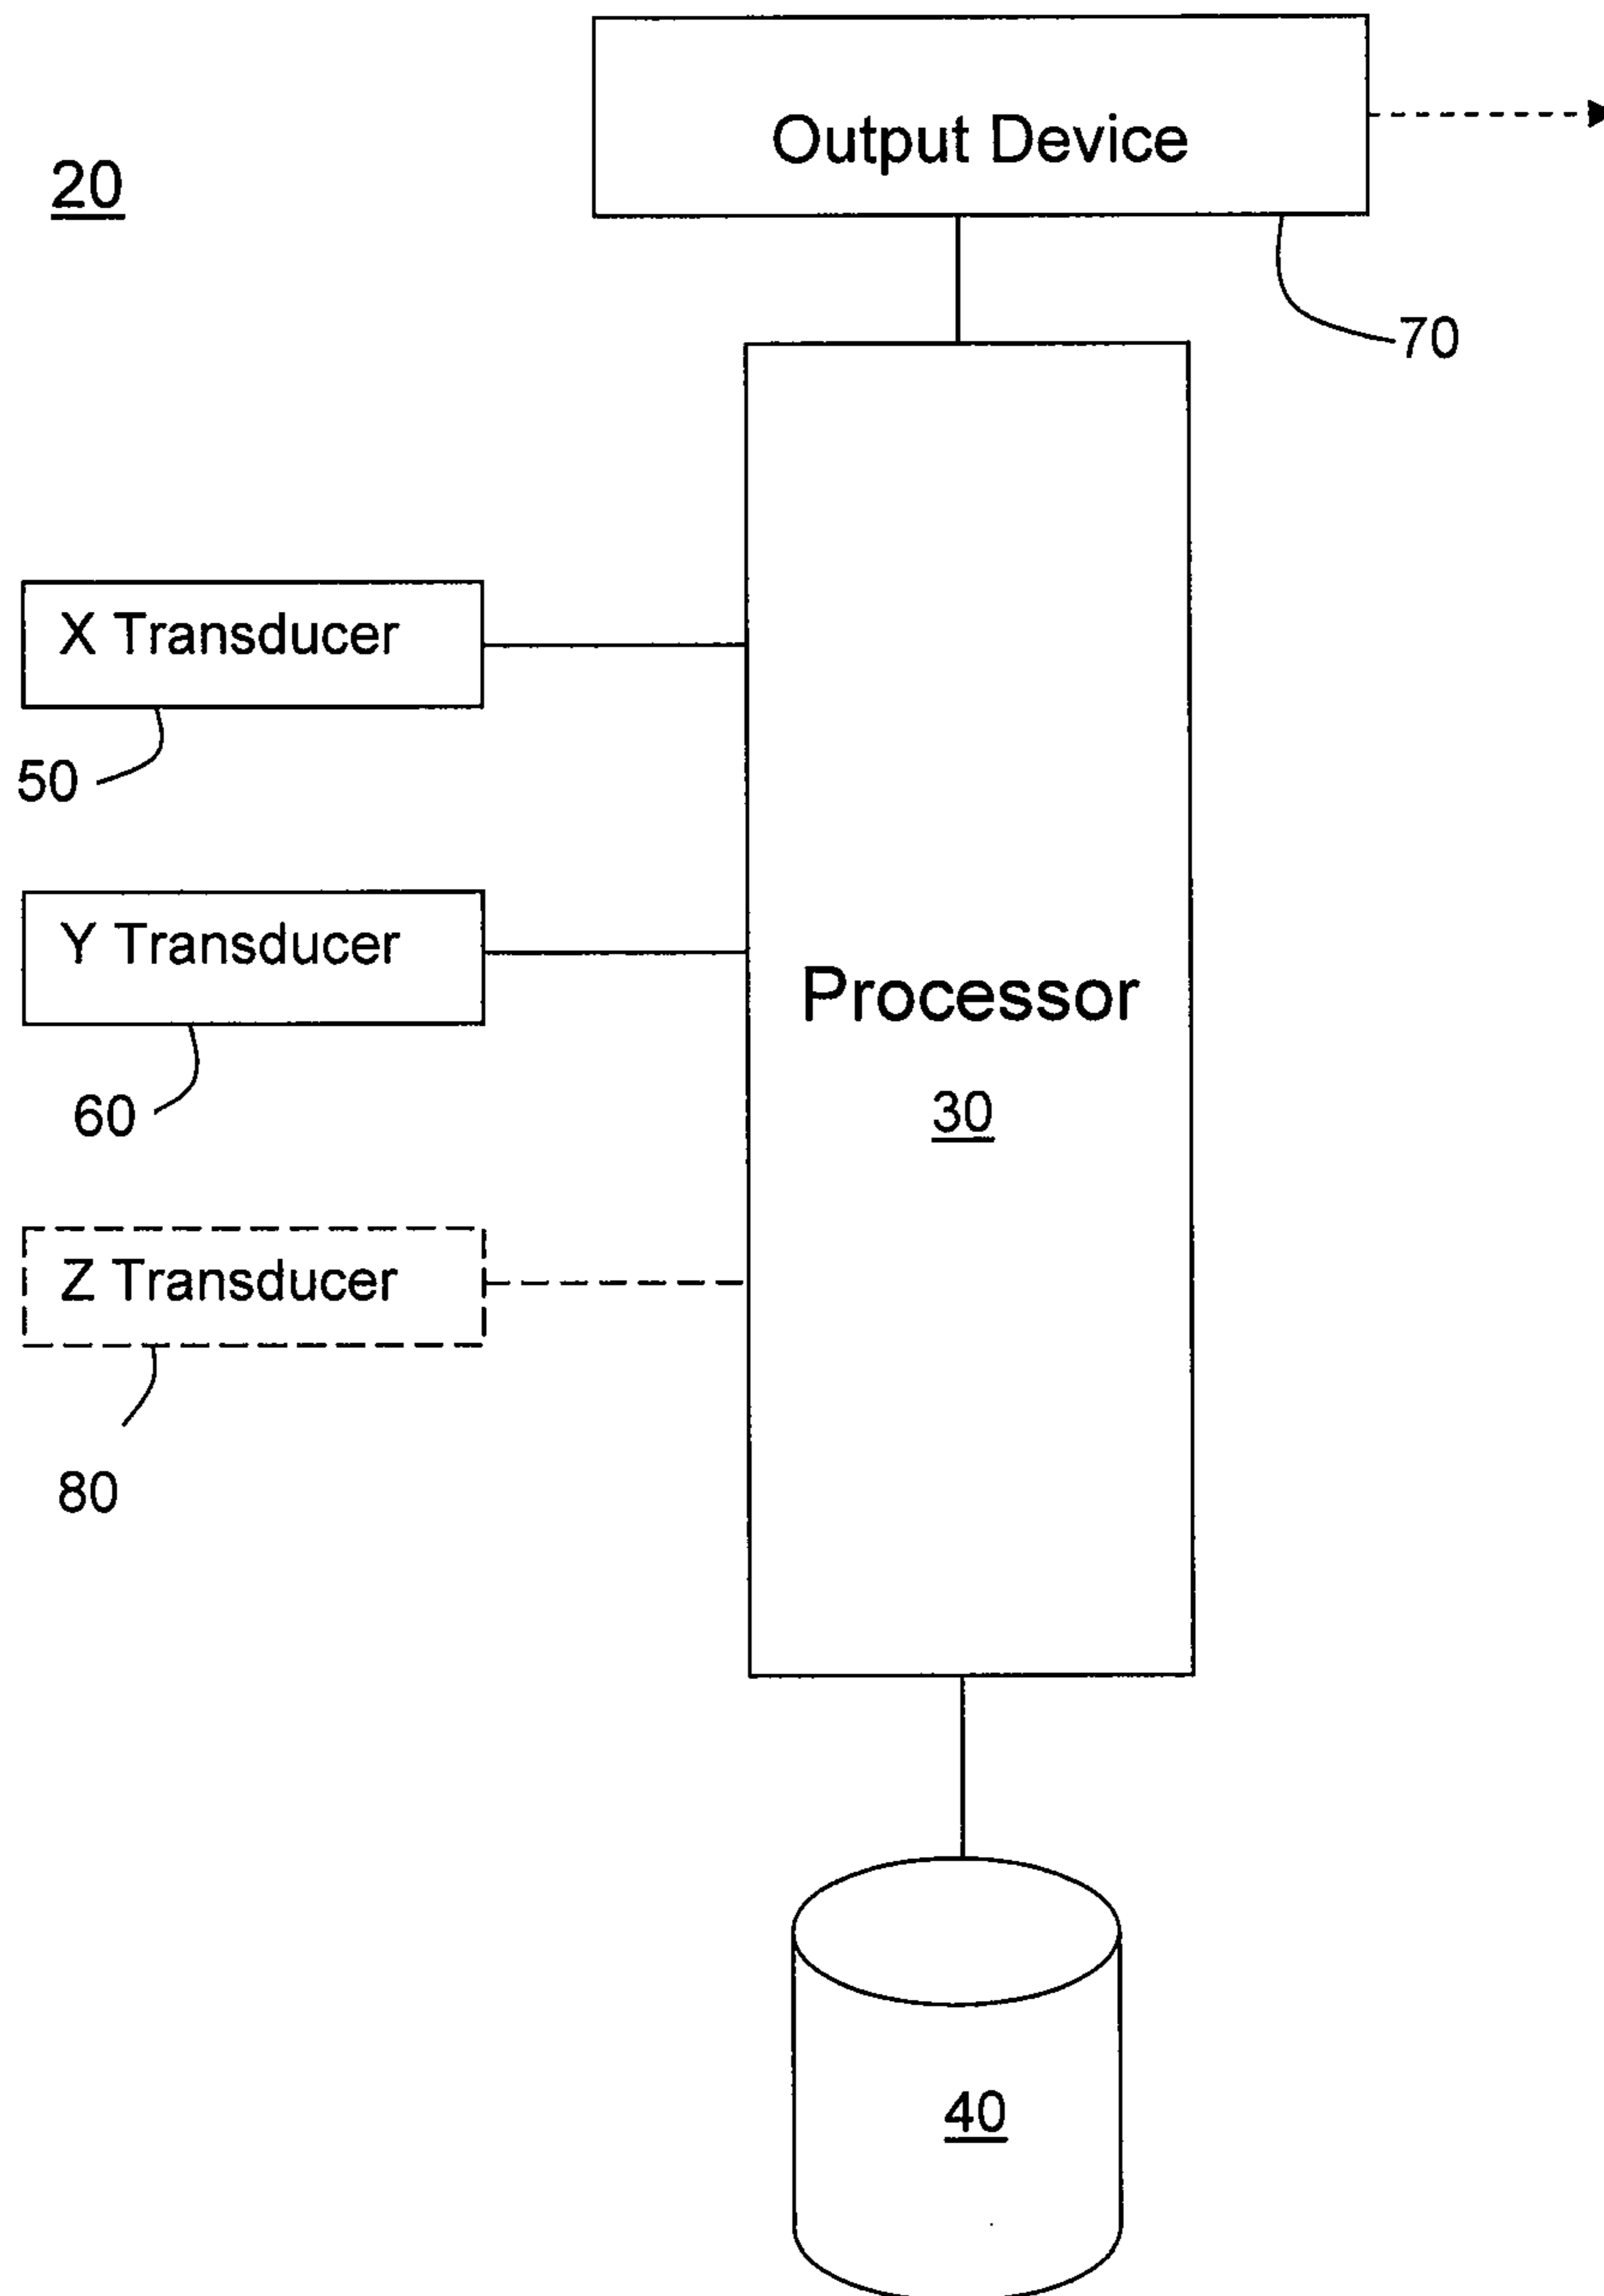 Output Device
20
70
X Transducer
50
Y Transducer
Processor
60
30
Z Transducer
80
40